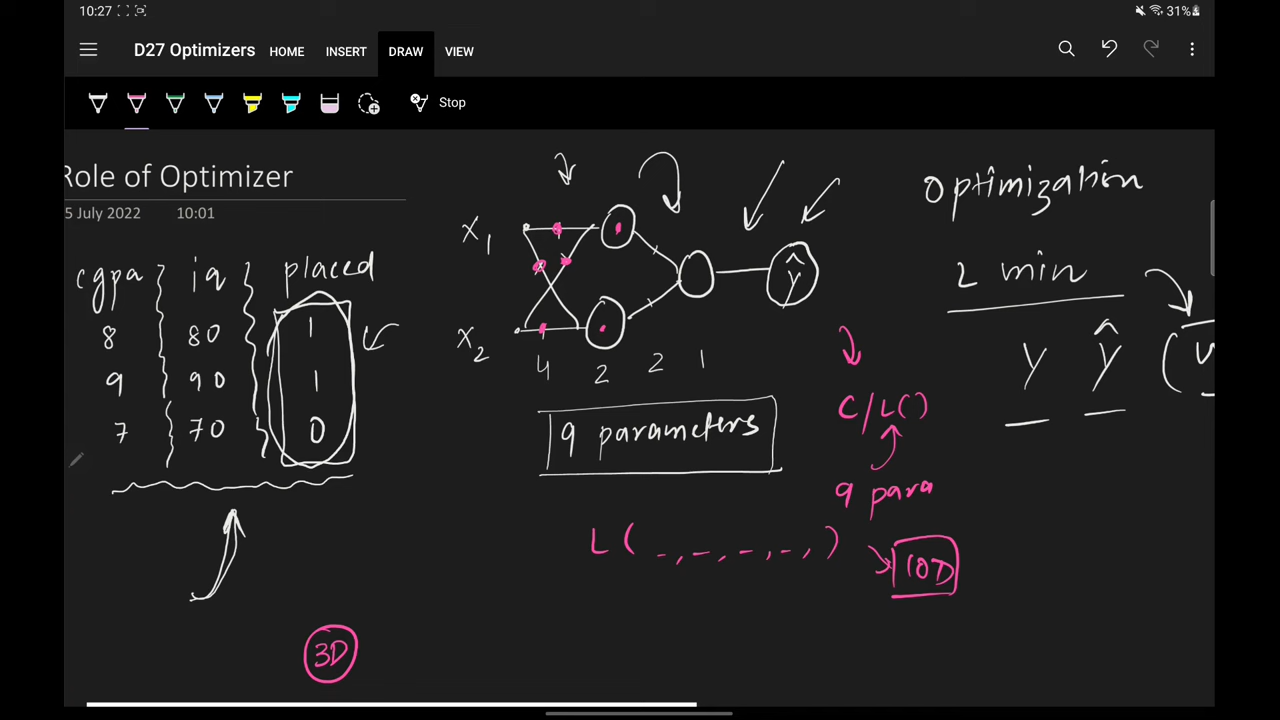 10:27
31%
D27 Optimizers HOME INSERT DRAW VIEW
Stop
Role of Optimizer
5 July 2022 10:01
cgpa iq placed
8 80 1
9 90 1
7 70 0
3D
X1
X2
ŷ
4 2 2 1
9 parameters
C/L()
9 para
L( _,_,_,_,_ )
10D
Optimization
2 min
y ŷ (